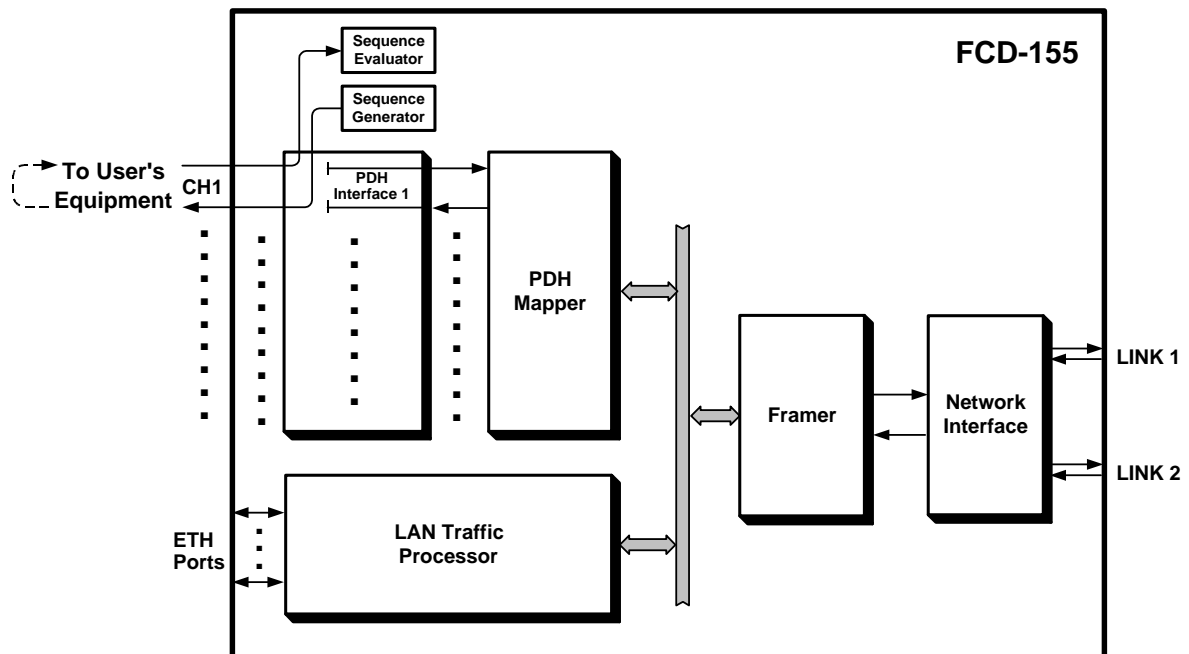 FCD-155
Sequence
Evaluator
Sequence
Generator
To User's
Equipment
CH1
PDH
Interface 1
PDH
Mapper
Framer
Network
Interface
LINK 1
LINK 2
ETH
Ports
LAN Traffic
Processor